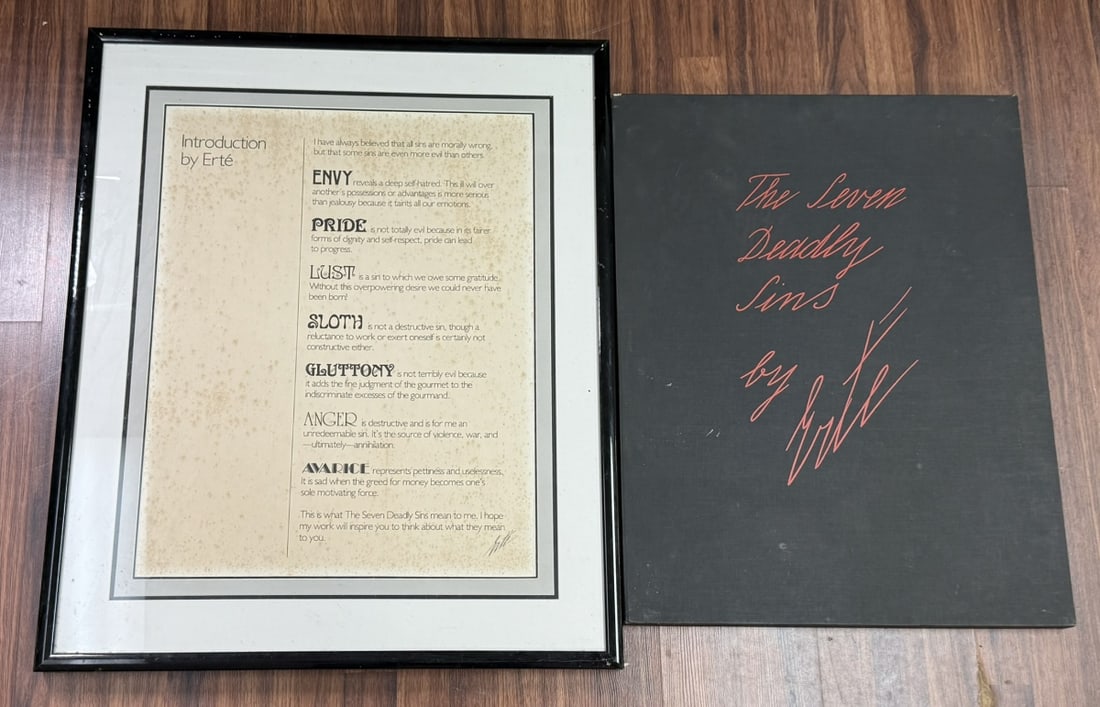 Introduction
by Erté
I have always believed that all sins are morally wrong,
but that some sins are even more evil than others.
ENVY reveals a deep self-hatred. This ill will over
another's possessions or advantages is more serious
than jealousy because it taints all our emotions.
PRIDE is not totally evil because in its fairer
forms of dignity and self-respect, pride can lead
to progress.
LUST is a sin to which we owe some gratitude.
Without this overpowering desire we could never have
been born!
SLOTH is not a destructive sin, though a
reluctance to work or exert oneself is certainly not
constructive either.
GLUTTONY is not terribly evil because
it adds the fine judgment of the gourmet to the
indiscriminate excesses of the gourmand.
ANGER is destructive and is for me an
unredeemable sin. It's the source of violence, war, and
—ultimately—annihilation.
AVARICE represents pettiness and uselessness.
It is sad when the greed for money becomes one's
sole motivating force.
This is what The Seven Deadly Sins mean to me. I hope
my work will inspire you to think about what they mean
to you.
Erté
The Seven
Deadly
Sins
by
Erté